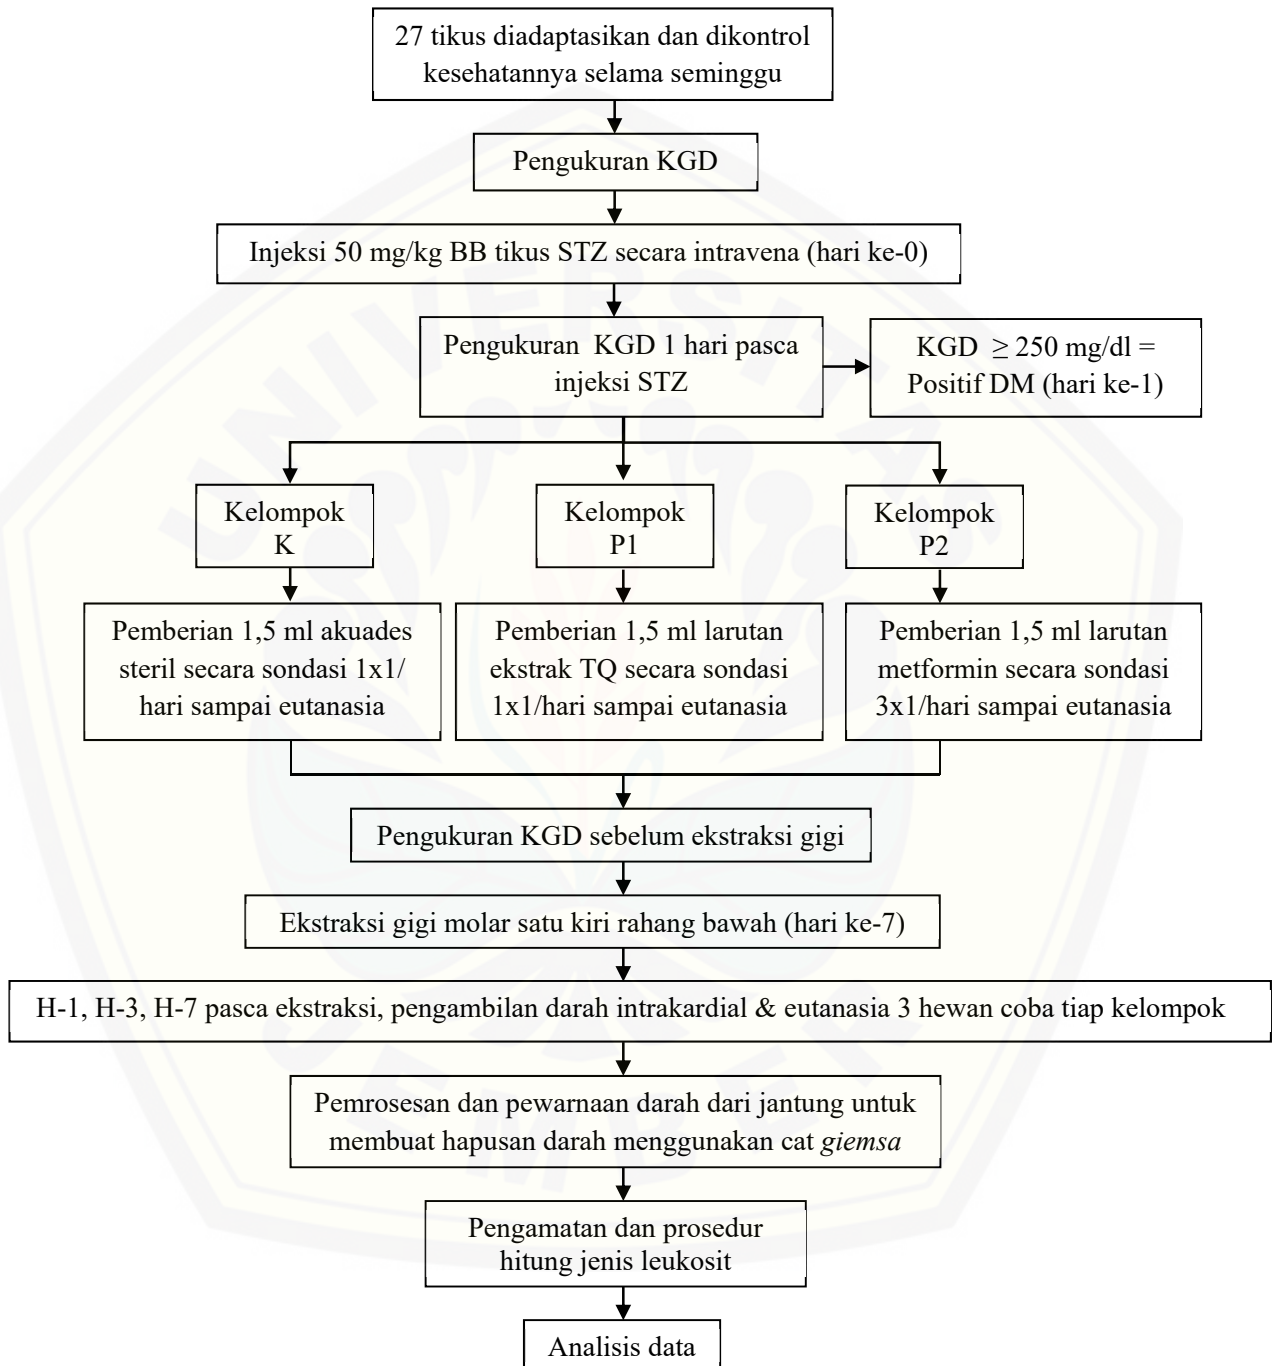 27 tikus diadaptasikan dan dikontrol
kesehatannya selama seminggu
Pengukuran KGD
Injeksi 50 mg/kg BB tikus STZ secara intravena (hari ke-0)
Pengukuran KGD 1 hari pasca
injeksi STZ
KGD ≥ 250 mg/dl =
Positif DM (hari ke-1)
Kelompok
K
Kelompok
P1
Kelompok
P2
Pemberian 1,5 ml akuades
steril secara sondasi 1x1/
hari sampai eutanasia
Pemberian 1,5 ml larutan
ekstrak TQ secara sondasi
1x1/hari sampai eutanasia
Pemberian 1,5 ml larutan
metformin secara sondasi
3x1/hari sampai eutanasia
Pengukuran KGD sebelum ekstraksi gigi
Ekstraksi gigi molar satu kiri rahang bawah (hari ke-7)
H-1, H-3, H-7 pasca ekstraksi, pengambilan darah intrakardial & eutanasia 3 hewan coba tiap kelompok
Pemrosesan dan pewarnaan darah dari jantung untuk
membuat hapusan darah menggunakan cat giemsa
Pengamatan dan prosedur
hitung jenis leukosit
Analisis data
UNIVERSITAS
JEMBER